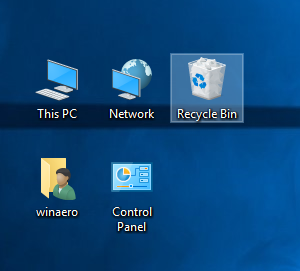 This PC Network Recycle Bin
winaero Control
Panel